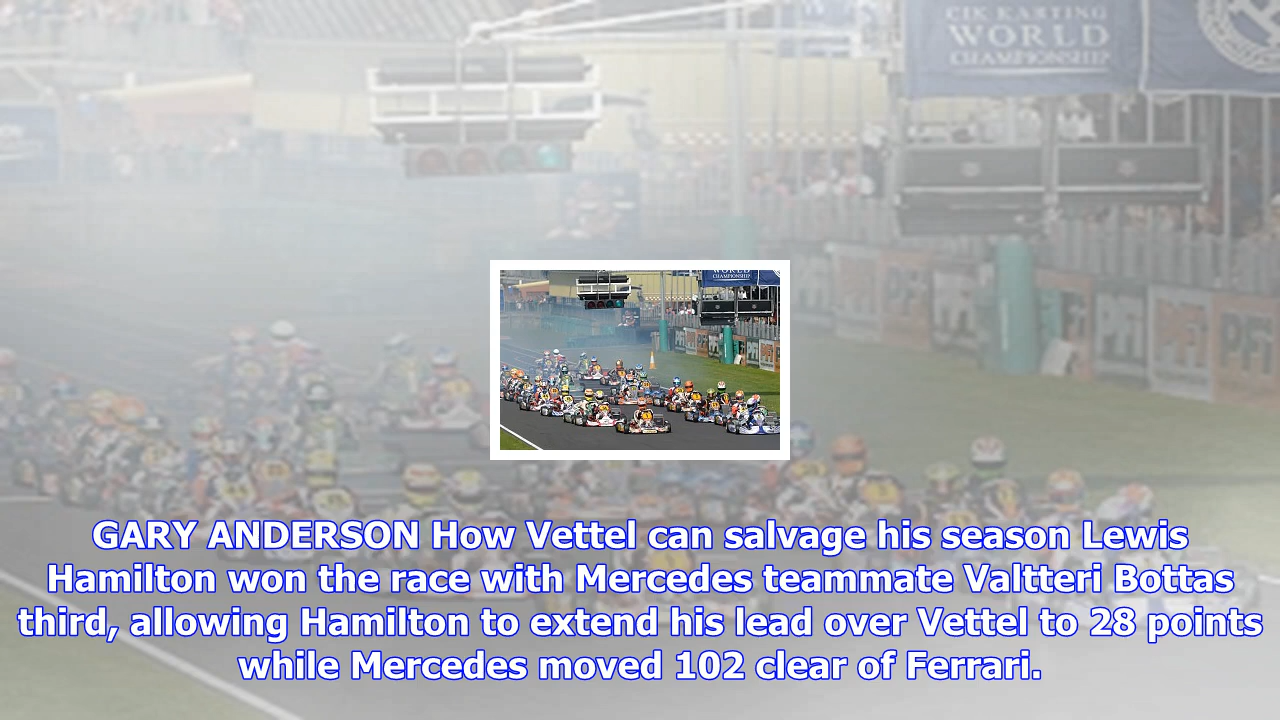 CIK KARTING
WORLD
CHAMPIONSHIP
WORLD
CHAMPIONSHIP
GARY ANDERSON How Vettel can salvage his season Lewis
Hamilton won the race with Mercedes teammate Valtteri Bottas
third, allowing Hamilton to extend his lead over Vettel to 28 points
while Mercedes moved 102 clear of Ferrari.